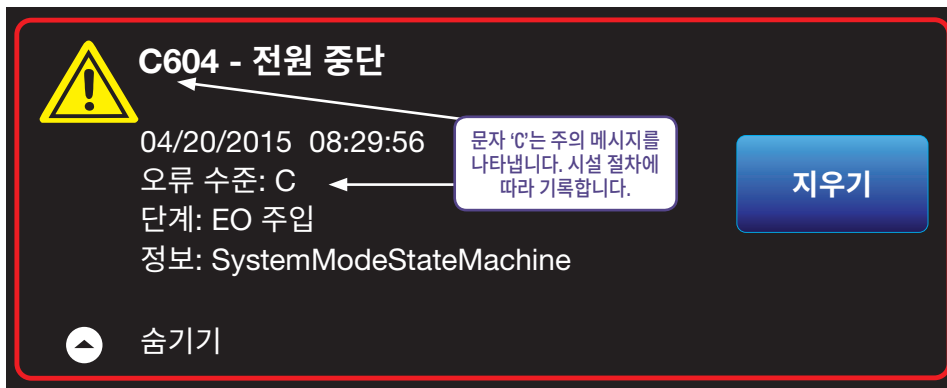 C604 - 전원 중단
04/20/2015 08:29:56
오류 수준: C
단계: EO 주입
정보: SystemModeStateMachine
문자 ‘C’는 주의 메시지를
나타냅니다. 시설 절차에
따라 기록합니다.
지우기
숨기기